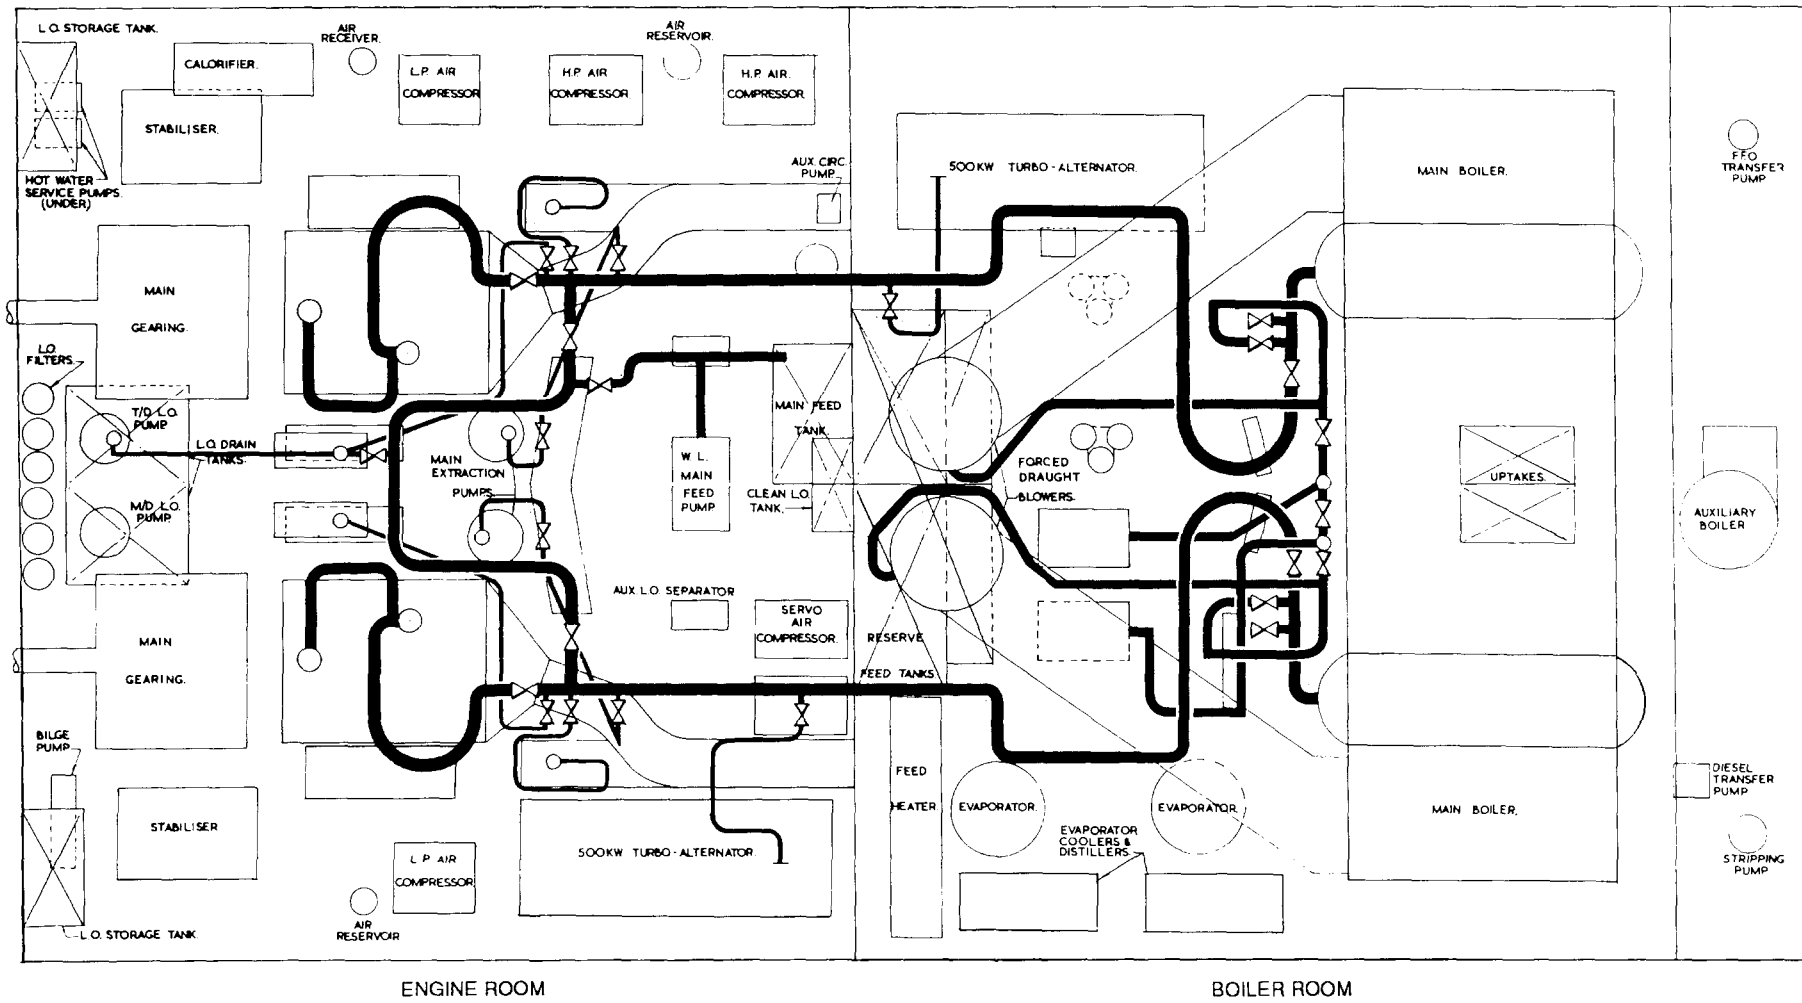 L.O. STORAGE TANK.
CALORIFIER.
STABILISER.
HOT WATER
SERVICE PUMPS.
(UNDER)
AIR
RECEIVER.
L.P. AIR
COMPRESSOR
H.P. AIR
COMPRESSOR
AIR
RESERVOIR.
H.P. AIR.
COMPRESSOR.
AUX. CIRC.
PUMP.
500KW TURBO-ALTERNATOR.
MAIN BOILER.
F.F.O
TRANSFER
PUMP
MAIN
GEARING.
L.O.
FILTERS.
T/D L.O.
PUMP
L.O. DRAIN
TANKS.
M/D L.O.
PUMP
MAIN
EXTRACTION
PUMPS.
W. L.
MAIN
FEED
PUMP
MAIN FEED
TANK.
CLEAN L.O.
TANK.
FORCED
DRAUGHT
BLOWERS.
UPTAKES.
AUXILIARY
BOILER
AUX. L.O. SEPARATOR
SERVO
AIR
COMPRESSOR.
RESERVE
FEED TANKS
MAIN
GEARING.
BILGE
PUMP.
STABILISER
L.O. STORAGE TANK.
L.P. AIR
COMPRESSOR
AIR
RESERVOIR
500KW TURBO-ALTERNATOR.
FEED
HEATER
EVAPORATOR.
EVAPORATOR.
EVAPORATOR
COOLERS &
DISTILLERS.
MAIN BOILER.
DIESEL
TRANSFER
PUMP
STRIPPING
PUMP
ENGINE ROOM
BOILER ROOM